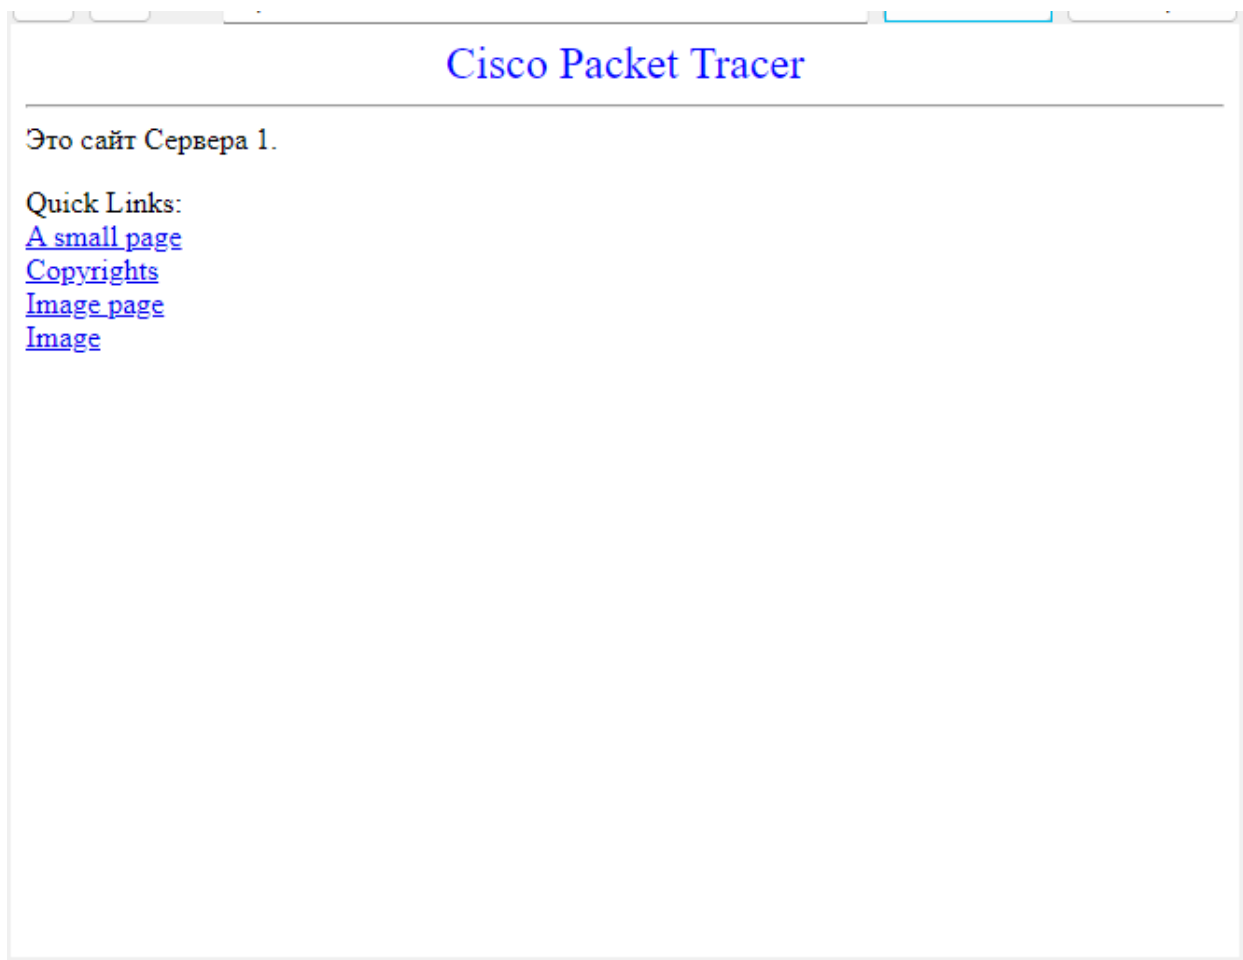 Cisco Packet Tracer
Это сайт Сервера 1.
Quick Links:
A small page
Copyrights
Image page
Image